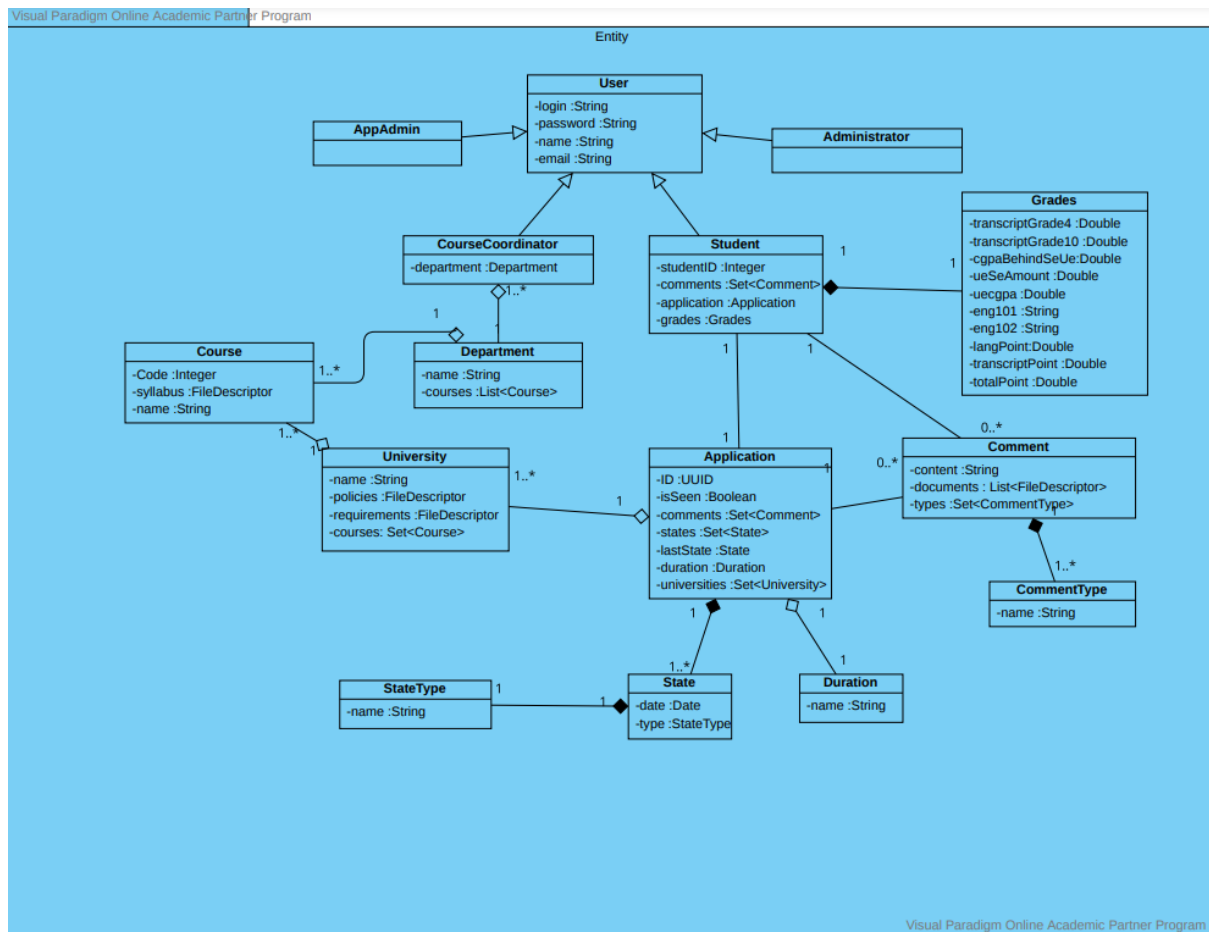 Visual Paradigm Online Academic Partner Program
Entity
User
-login :String
-password :String
-name :String
-email :String
AppAdmin
Administrator
CourseCoordinator
-department :Department
1..*
1
Student
-studentID :Integer
-comments :Set<Comment>
-application :Application
-grades :Grades
1
1
Grades
-transcriptGrade4 :Double
-transcriptGrade10 :Double
-cgpaBehindSeUe:Double
-ueSeAmount :Double
-uecgpa :Double
-eng101 :String
-eng102 :String
-langPoint:Double
-transcriptPoint :Double
-totalPoint :Double
1
1..*
Course
-Code :Integer
-syllabus :FileDescriptor
-name :String
Department
-name :String
-courses :List<Course>
1
1
1..*
1
0..*
University
-name :String
-policies :FileDescriptor
-requirements :FileDescriptor
-courses: Set<Course>
1..*
1
1
Application
-ID :UUID
-isSeen :Boolean
-comments :Set<Comment>
-states :Set<State>
-lastState :State
-duration :Duration
-universities :Set<University>
1
0..*
Comment
-content :String
-documents : List<FileDescriptor>
-types :Set<CommentType>
1
1..*
CommentType
-name :String
1
1
1..*
1
StateType
-name :String
1
1
State
-date :Date
-type :StateType
Duration
-name :String
Visual Paradigm Online Academic Partner Program